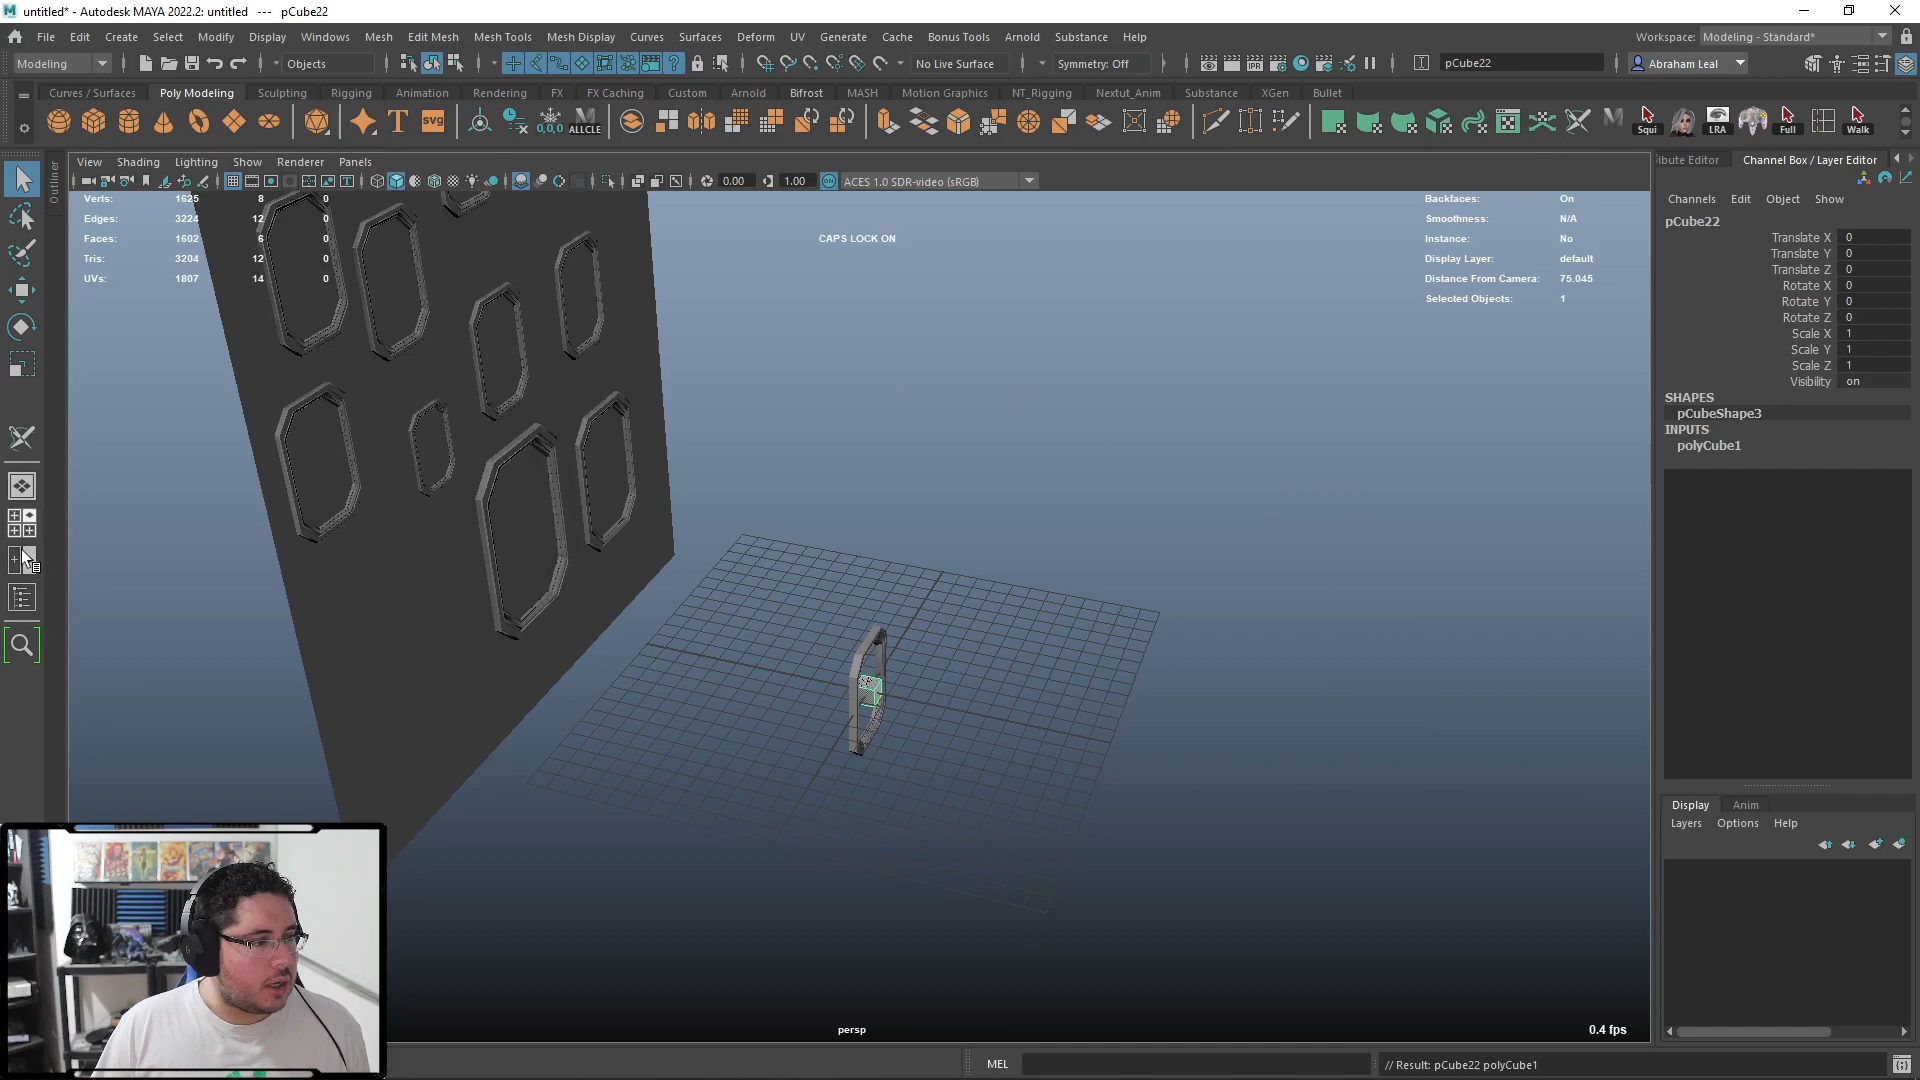 untitled* - Autodesk MAYA 2022.2: untitled   ---   pCube22
File Edit Create Select Modify Display Windows Mesh Edit Mesh Mesh Tools Mesh Display Curves Surfaces Deform UV Generate Cache Bonus Tools Arnold Substance Help
Workspace: Modeling - Standard*
Modeling Objects No Live Surface Symmetry: Off pCube22 Abraham Leal
Curves / Surfaces Poly Modeling Sculpting Rigging Animation Rendering FX FX Caching Custom Arnold Bifrost MASH Motion Graphics NT_Rigging Nextut_Anim Substance XGen Bullet
T svg 0,0,0 ALLCLE Squi LRA Full Walk
View Shading Lighting Show Renderer Panels
0.00 1.00 ACES 1.0 SDR-video (sRGB)
Outliner
Verts: 1625 8 0
Edges: 3224 12 0
Faces: 1602 6 0
Tris: 3204 12 0
UVs: 1807 14 0
CAPS LOCK ON
Backfaces: On
Smoothness: N/A
Instance: No
Display Layer: default
Distance From Camera: 75.045
Selected Objects: 1
persp
0.4 fps
ibute Editor Channel Box / Layer Editor
Channels Edit Object Show
pCube22
Translate X 0
Translate Y 0
Translate Z 0
Rotate X 0
Rotate Y 0
Rotate Z 0
Scale X 1
Scale Y 1
Scale Z 1
Visibility on
SHAPES
pCubeShape3
INPUTS
polyCube1
Display Anim
Layers Options Help
MEL
// Result: pCube22 polyCube1